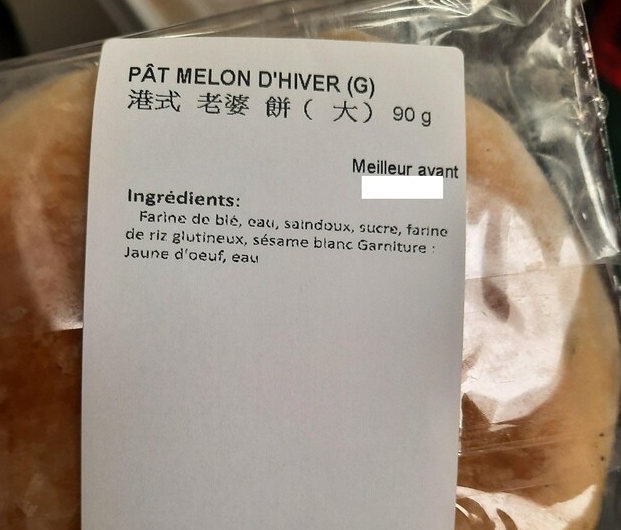 PÂT MELON D'HIVER (G)
港式 老婆 餅（ 大） 90 g
Meilleur avant
Ingrédients:
Farine de blé, eau, saindoux, sucre, farine
de riz glutineux, sésame blanc Garniture :
Jaune d'oeuf, eau